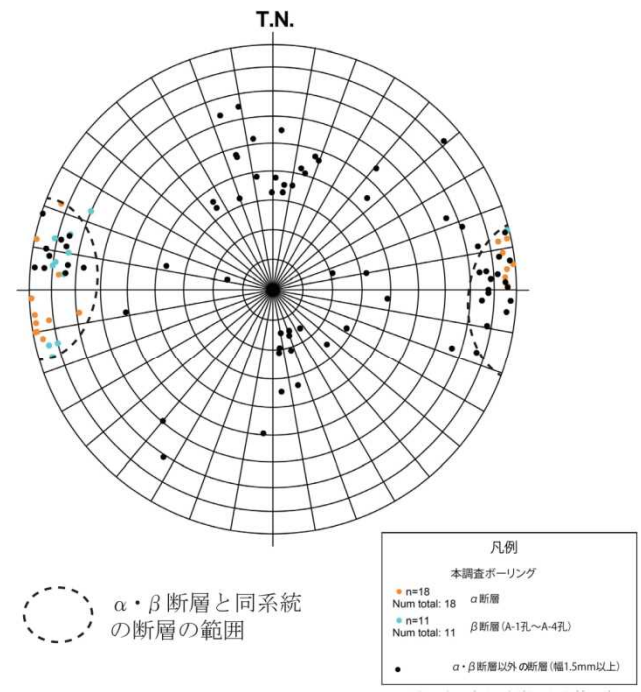 T.N.
α・β断層と同系統
の断層の範囲
凡例
本調査ボーリング
n=18
Num total: 18 α断層
n=11
Num total: 11 β断層(A-1孔～A-4孔)
α・β断層以外の断層(幅1.5mm以上)